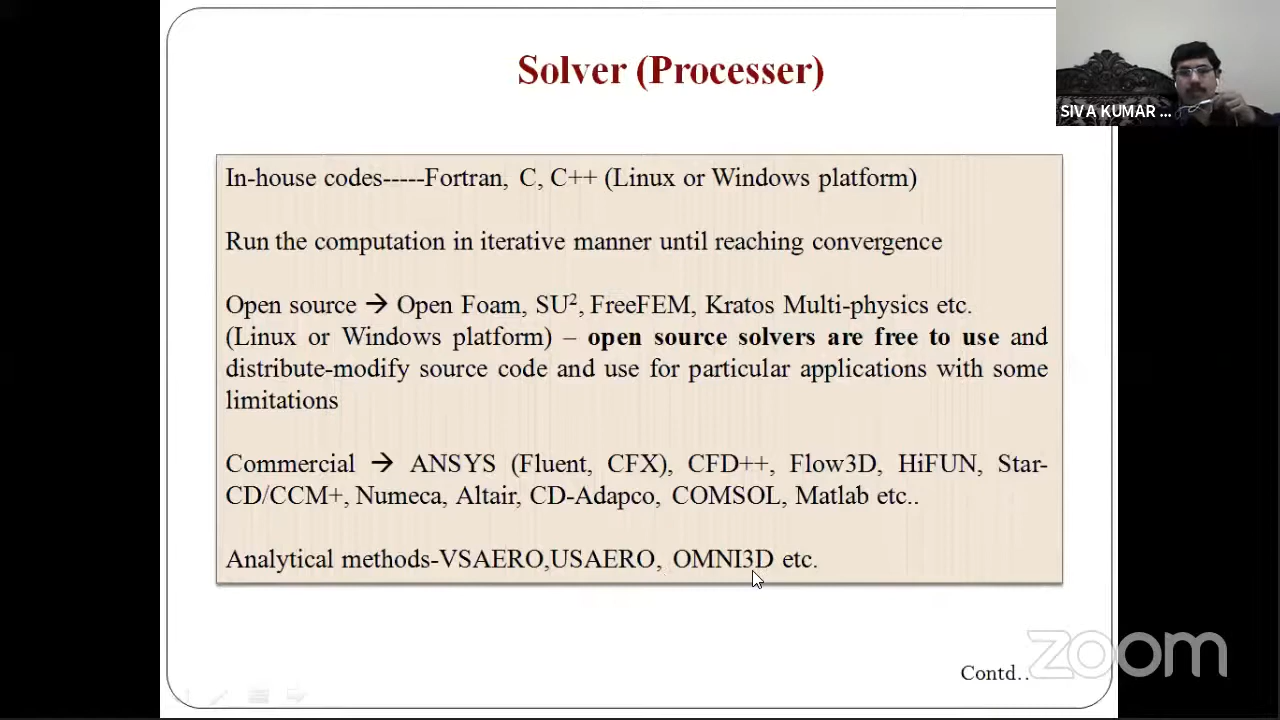 Solver (Processer)
SIVA KUMAR ...
In-house codes-----Fortran, C, C++ (Linux or Windows platform)
Run the computation in iterative manner until reaching convergence
Open source → Open Foam, SU², FreeFEM, Kratos Multi-physics etc.
(Linux or Windows platform) – open source solvers are free to use and
distribute-modify source code and use for particular applications with some
limitations
Commercial → ANSYS (Fluent, CFX), CFD++, Flow3D, HiFUN, Star-
CD/CCM+, Numeca, Altair, CD-Adapco, COMSOL, Matlab etc..
Analytical methods-VSAERO,USAERO, OMNI3D etc.
Contd..
zoom